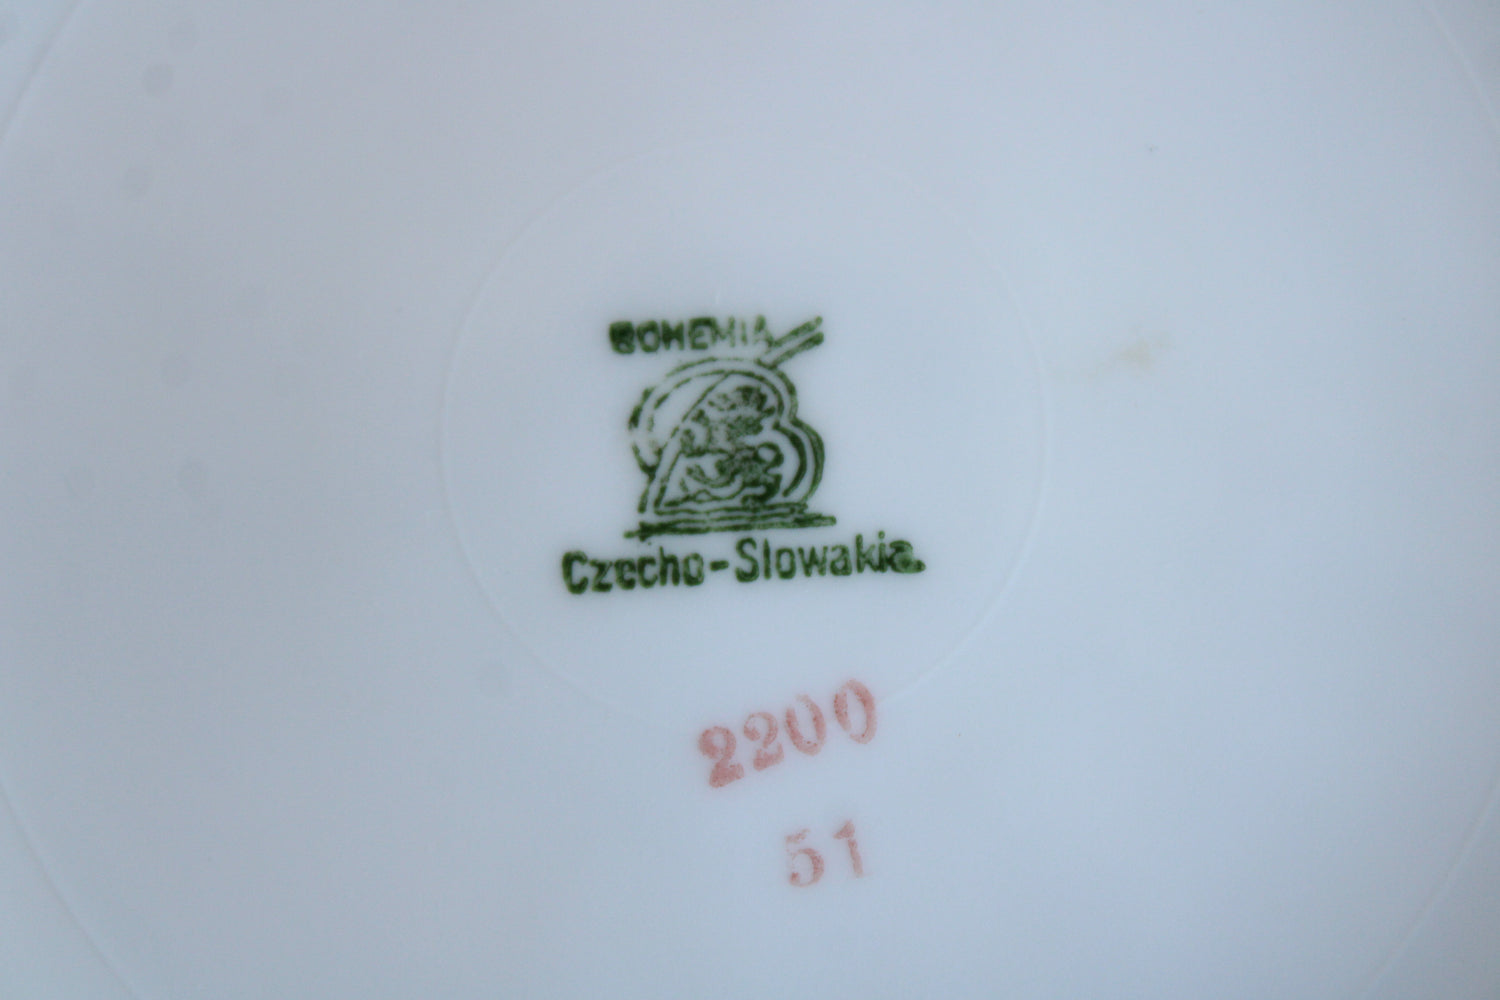 BOHEMIA
Czecho-Slowakia.
2200
51